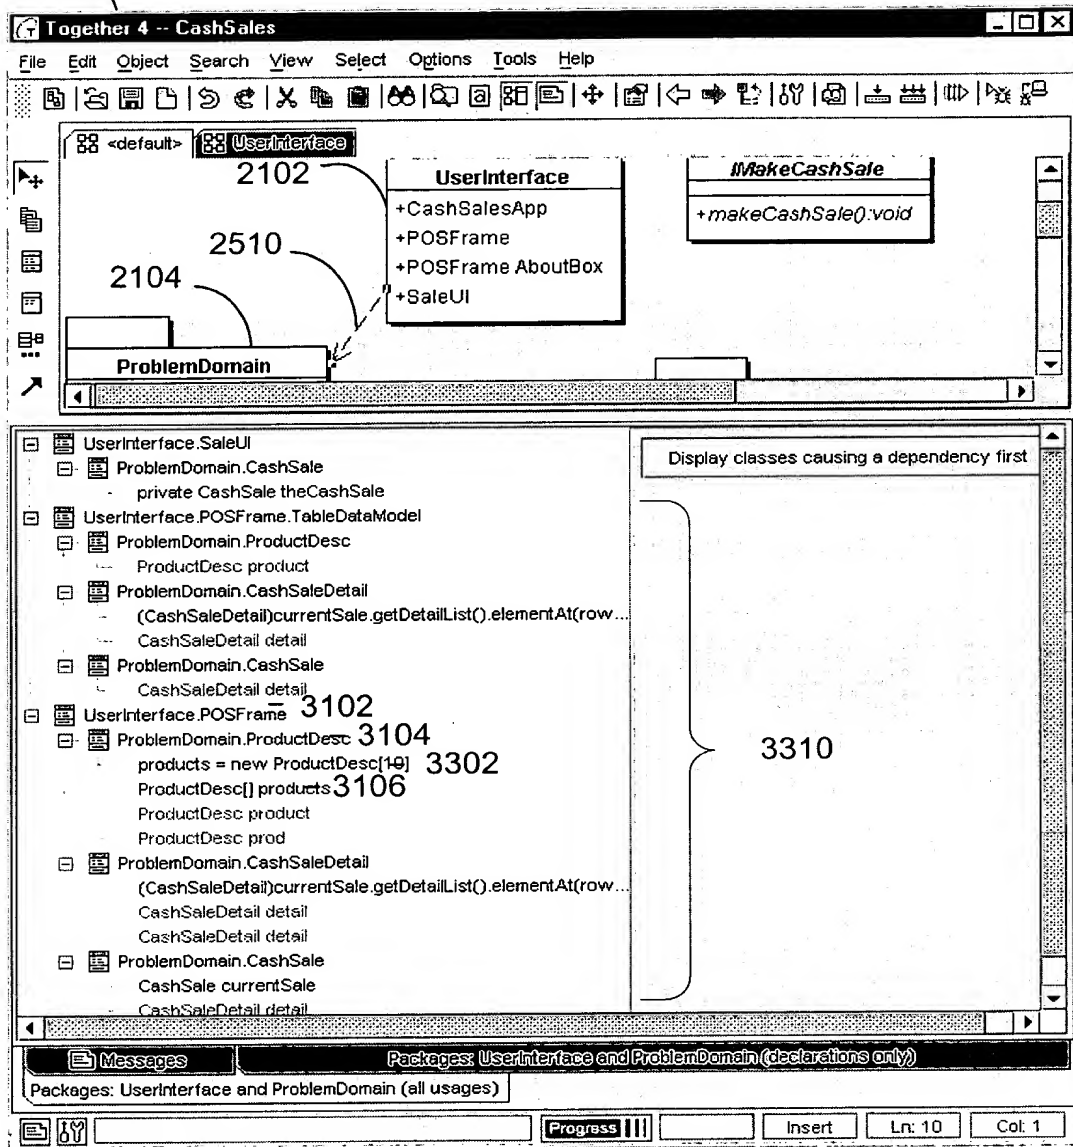 Together 4 -- CashSales
File Edit Object Search View Select Options Tools Help
<default> UserInterface
2102
UserInterface
+CashSalesApp
+POSFrame
+POSFrame AboutBox
+SaleUI
IMakeCashSale
+makeCashSale():void
2510
2104
ProblemDomain
UserInterface.SaleUI
Display classes causing a dependency first
ProblemDomain.CashSale
private CashSale theCashSale
UserInterface.POSFrame.TableDataModel
ProblemDomain.ProductDesc
ProductDesc product
ProblemDomain.CashSaleDetail
(CashSaleDetail)currentSale.getDetailList().elementAt(row...
CashSaleDetail detail
ProblemDomain.CashSale
CashSaleDetail detail
UserInterface.POSFrame 3102
ProblemDomain.ProductDesc 3104
products = new ProductDesc[10] 3302
3310
ProductDesc[] products 3106
ProductDesc product
ProductDesc prod
ProblemDomain.CashSaleDetail
(CashSaleDetail)currentSale.getDetailList().elementAt(row...
CashSaleDetail detail
CashSaleDetail detail
ProblemDomain.CashSale
CashSale currentSale
CashSaleDetail detail
Messages Packages: UserInterface and ProblemDomain (declarations only)
Packages: UserInterface and ProblemDomain (all usages)
Progress Insert Ln: 10 Col: 1